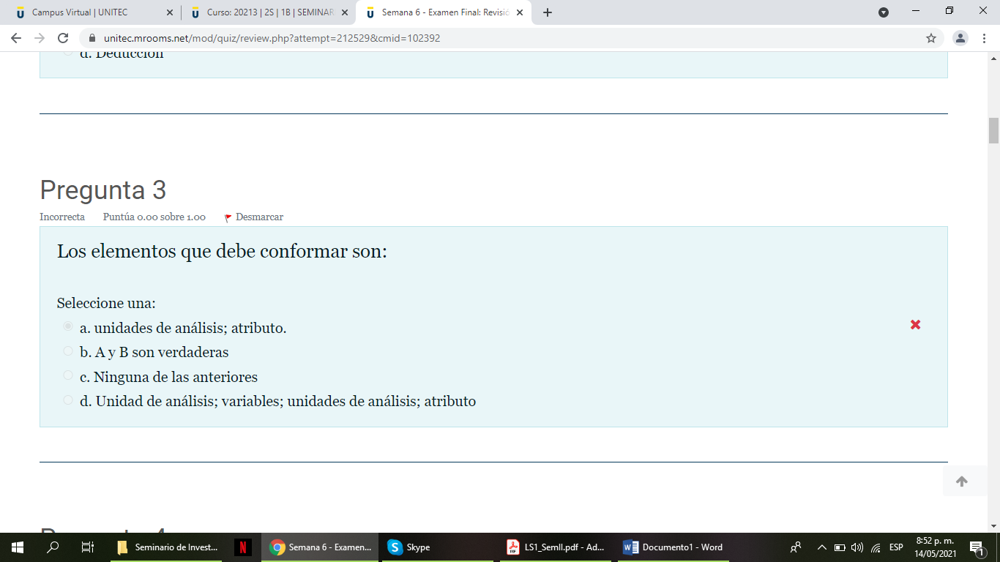 Campus Virtual | UNITEC
Curso: 20213 | 2S | 1B | SEMINAR
Semana 6 - Examen Final: Revisió
unitec.mrooms.net/mod/quiz/review.php?attempt=212529&cmid=102392
d. Deducción
Pregunta 3
Incorrecta Puntúa 0.00 sobre 1.00 Desmarcar
Los elementos que debe conformar son:
Seleccione una:
a. unidades de análisis; atributo.
b. A y B son verdaderas
c. Ninguna de las anteriores
d. Unidad de análisis; variables; unidades de análisis; atributo
Pregunta 4
Seminario de Invest...
N
Semana 6 - Examen...
Skype
LS1_SemII.pdf - Ad...
Documento1 - Word
ESP
8:52 p. m.
14/05/2021
1